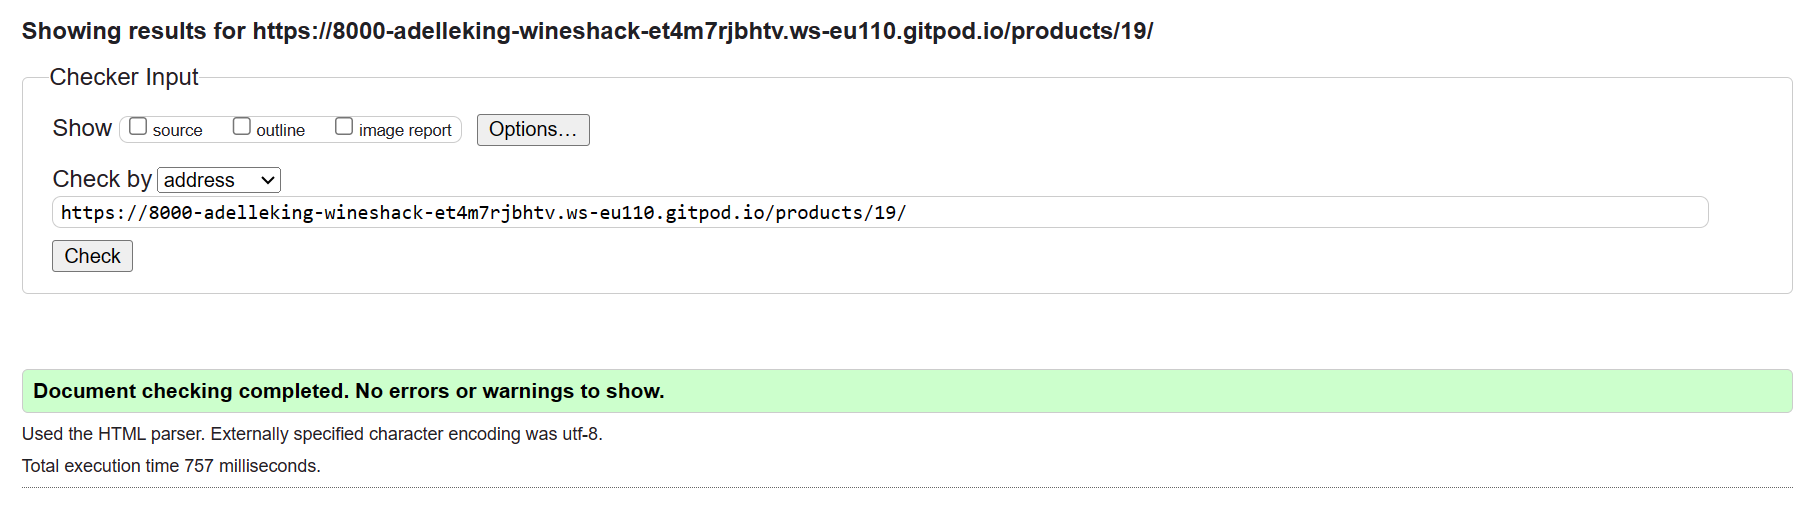 Showing results for https://8000-adelleking-wineshack-et4m7rjbhtv.ws-eu110.gitpod.io/products/19/
Checker Input
Show source outline image report Options...
Check by address
https://8000-adelleking-wineshack-et4m7rjbhtv.ws-eu110.gitpod.io/products/19/
Check
Document checking completed. No errors or warnings to show.
Used the HTML parser. Externally specified character encoding was utf-8.
Total execution time 757 milliseconds.